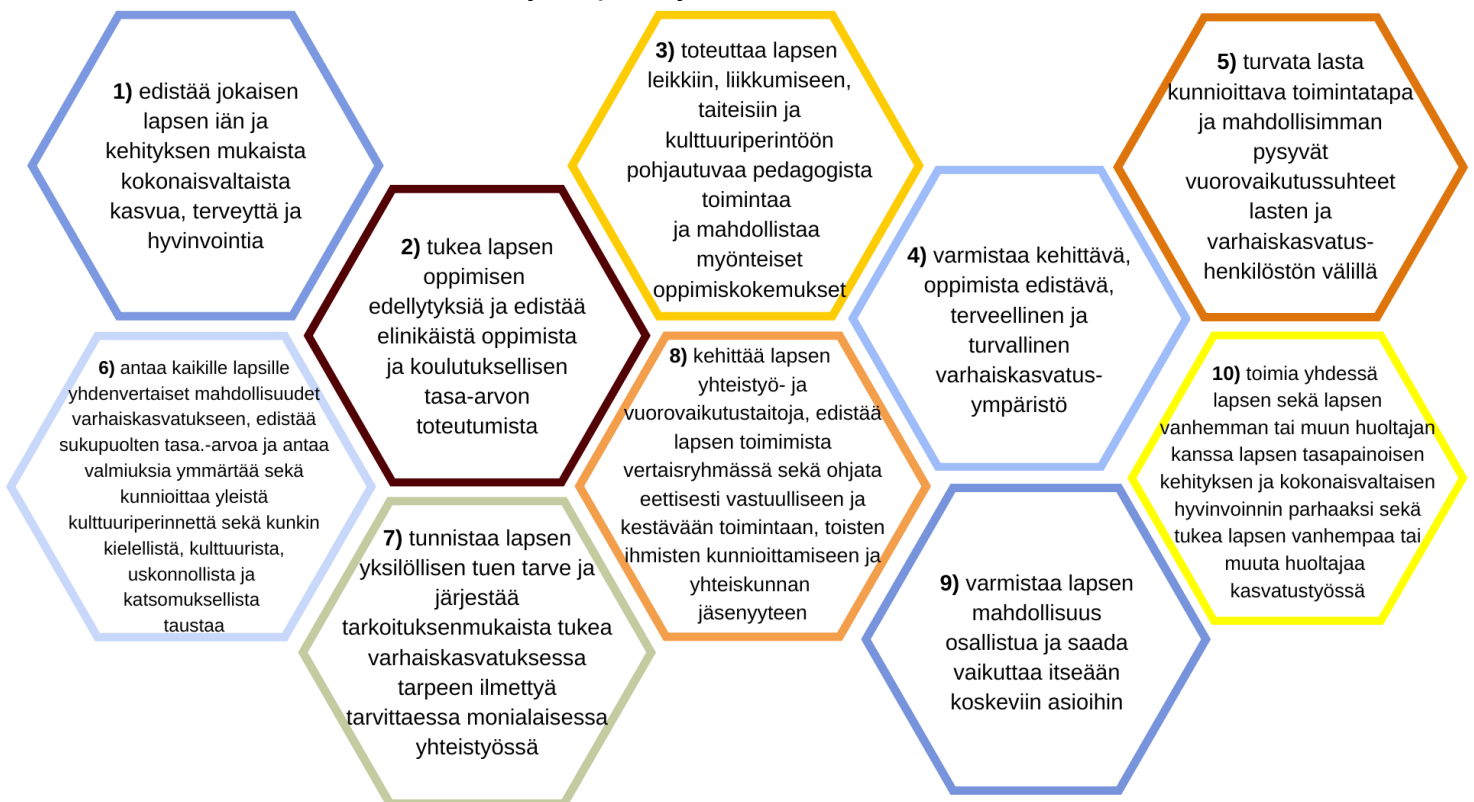 1) edistää jokaisen
lapsen iän ja
kehityksen mukaista
kokonaisvaltaista
kasvua, terveyttä ja
hyvinvointia
2) tukea lapsen
oppimisen
edellytyksiä ja edistää
elinikäistä oppimista
ja koulutuksellisen
tasa-arvon
toteutumista
3) toteuttaa lapsen
leikkiin, liikkumiseen,
taiteisiin ja
kulttuuriperintöön
pohjautuvaa pedagogista
toimintaa
ja mahdollistaa
myönteiset
oppimiskokemukset
4) varmistaa kehittävä,
oppimista edistävä,
terveellinen ja
turvallinen
varhaiskasvatus-
ympäristö
5) turvata lasta
kunnioittava toimintatapa
ja mahdollisimman
pysyvät
vuorovaikutussuhteet
lasten ja
varhaiskasvatus-
henkilöstön välillä
6) antaa kaikille lapsille
yhdenvertaiset mahdollisuudet
varhaiskasvatukseen, edistää
sukupuolten tasa.-arvoa ja antaa
valmiuksia ymmärtää sekä
kunnioittaa yleistä
kulttuuriperinnettä sekä kunkin
kielellistä, kulttuurista,
uskonnollista ja
katsomuksellista
taustaa
7) tunnistaa lapsen
yksilöllisen tuen tarve ja
järjestää
tarkoituksenmukaista tukea
varhaiskasvatuksessa
tarpeen ilmettyä
tarvittaessa monialaisessa
yhteistyössä
8) kehittää lapsen
yhteistyö- ja
vuorovaikutustaitoja, edistää
lapsen toimimista
vertaisryhmässä sekä ohjata
eettisesti vastuulliseen ja
kestävään toimintaan, toisten
ihmisten kunnioittamiseen ja
yhteiskunnan
jäsenyyteen
9) varmistaa lapsen
mahdollisuus
osallistua ja saada
vaikuttaa itseään
koskeviin asioihin
10) toimia yhdessä
lapsen sekä lapsen
vanhemman tai muun huoltajan
kanssa lapsen tasapainoisen
kehityksen ja kokonaisvaltaisen
hyvinvoinnin parhaaksi sekä
tukea lapsen vanhempaa tai
muuta huoltajaa
kasvatustyössä